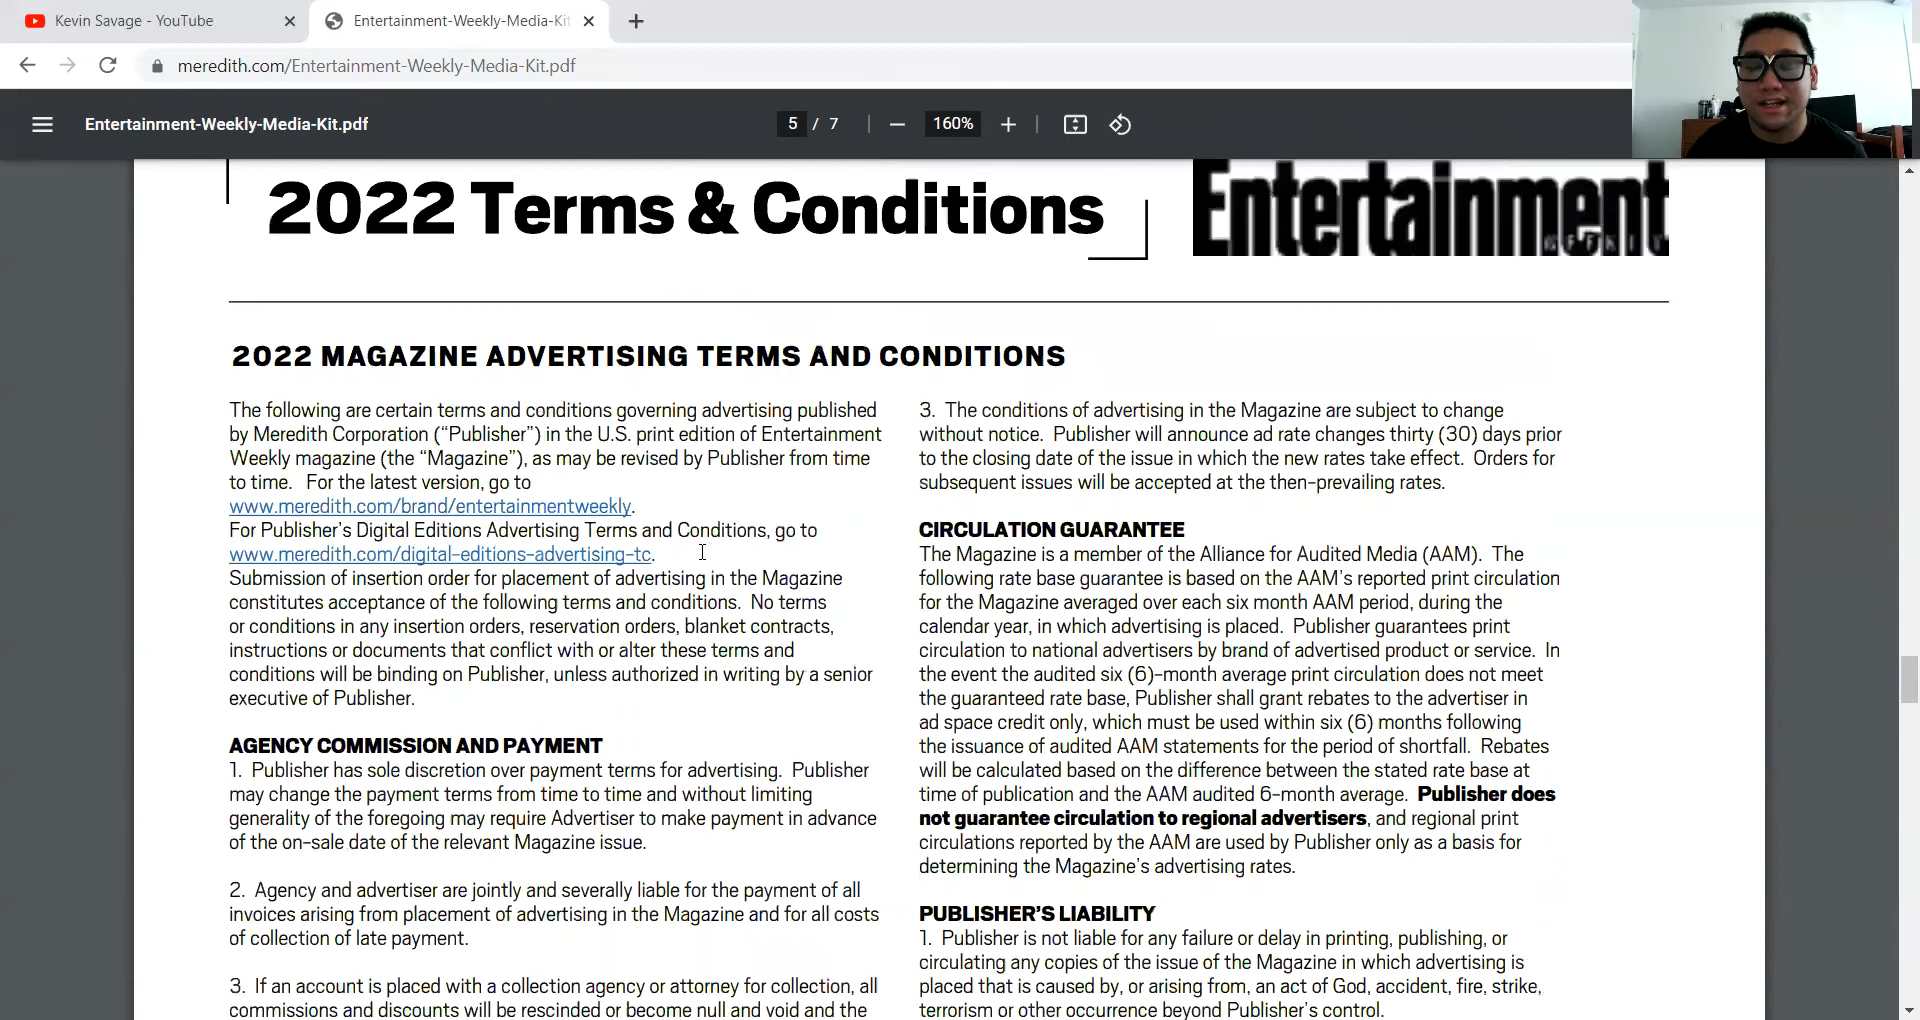 Kevin Savage - YouTube
Entertainment-Weekly-Media-Kit
meredith.com/Entertainment-Weekly-Media-Kit.pdf
Entertainment-Weekly-Media-Kit.pdf
5 / 7
160%
2022 Terms & Conditions
Entertainment
WEEKLY
2022 MAGAZINE ADVERTISING TERMS AND CONDITIONS
The following are certain terms and conditions governing advertising published
by Meredith Corporation (“Publisher”) in the U.S. print edition of Entertainment
Weekly magazine (the “Magazine”), as may be revised by Publisher from time
to time. For the latest version, go to
www.meredith.com/brand/entertainmentweekly.
For Publisher’s Digital Editions Advertising Terms and Conditions, go to
www.meredith.com/digital-editions-advertising-tc.
Submission of insertion order for placement of advertising in the Magazine
constitutes acceptance of the following terms and conditions. No terms
or conditions in any insertion orders, reservation orders, blanket contracts,
instructions or documents that conflict with or alter these terms and
conditions will be binding on Publisher, unless authorized in writing by a senior
executive of Publisher.
AGENCY COMMISSION AND PAYMENT
1. Publisher has sole discretion over payment terms for advertising. Publisher
may change the payment terms from time to time and without limiting
generality of the foregoing may require Advertiser to make payment in advance
of the on-sale date of the relevant Magazine issue.
2. Agency and advertiser are jointly and severally liable for the payment of all
invoices arising from placement of advertising in the Magazine and for all costs
of collection of late payment.
3. If an account is placed with a collection agency or attorney for collection, all
commissions and discounts will be rescinded or become null and void and the
3. The conditions of advertising in the Magazine are subject to change
without notice. Publisher will announce ad rate changes thirty (30) days prior
to the closing date of the issue in which the new rates take effect. Orders for
subsequent issues will be accepted at the then-prevailing rates.
CIRCULATION GUARANTEE
The Magazine is a member of the Alliance for Audited Media (AAM). The
following rate base guarantee is based on the AAM’s reported print circulation
for the Magazine averaged over each six month AAM period, during the
calendar year, in which advertising is placed. Publisher guarantees print
circulation to national advertisers by brand of advertised product or service. In
the event the audited six (6)-month average print circulation does not meet
the guaranteed rate base, Publisher shall grant rebates to the advertiser in
ad space credit only, which must be used within six (6) months following
the issuance of audited AAM statements for the period of shortfall. Rebates
will be calculated based on the difference between the stated rate base at
time of publication and the AAM audited 6-month average. Publisher does
not guarantee circulation to regional advertisers, and regional print
circulations reported by the AAM are used by Publisher only as a basis for
determining the Magazine’s advertising rates.
PUBLISHER’S LIABILITY
1. Publisher is not liable for any failure or delay in printing, publishing, or
circulating any copies of the issue of the Magazine in which advertising is
placed that is caused by, or arising from, an act of God, accident, fire, strike,
terrorism or other occurrence beyond Publisher’s control.